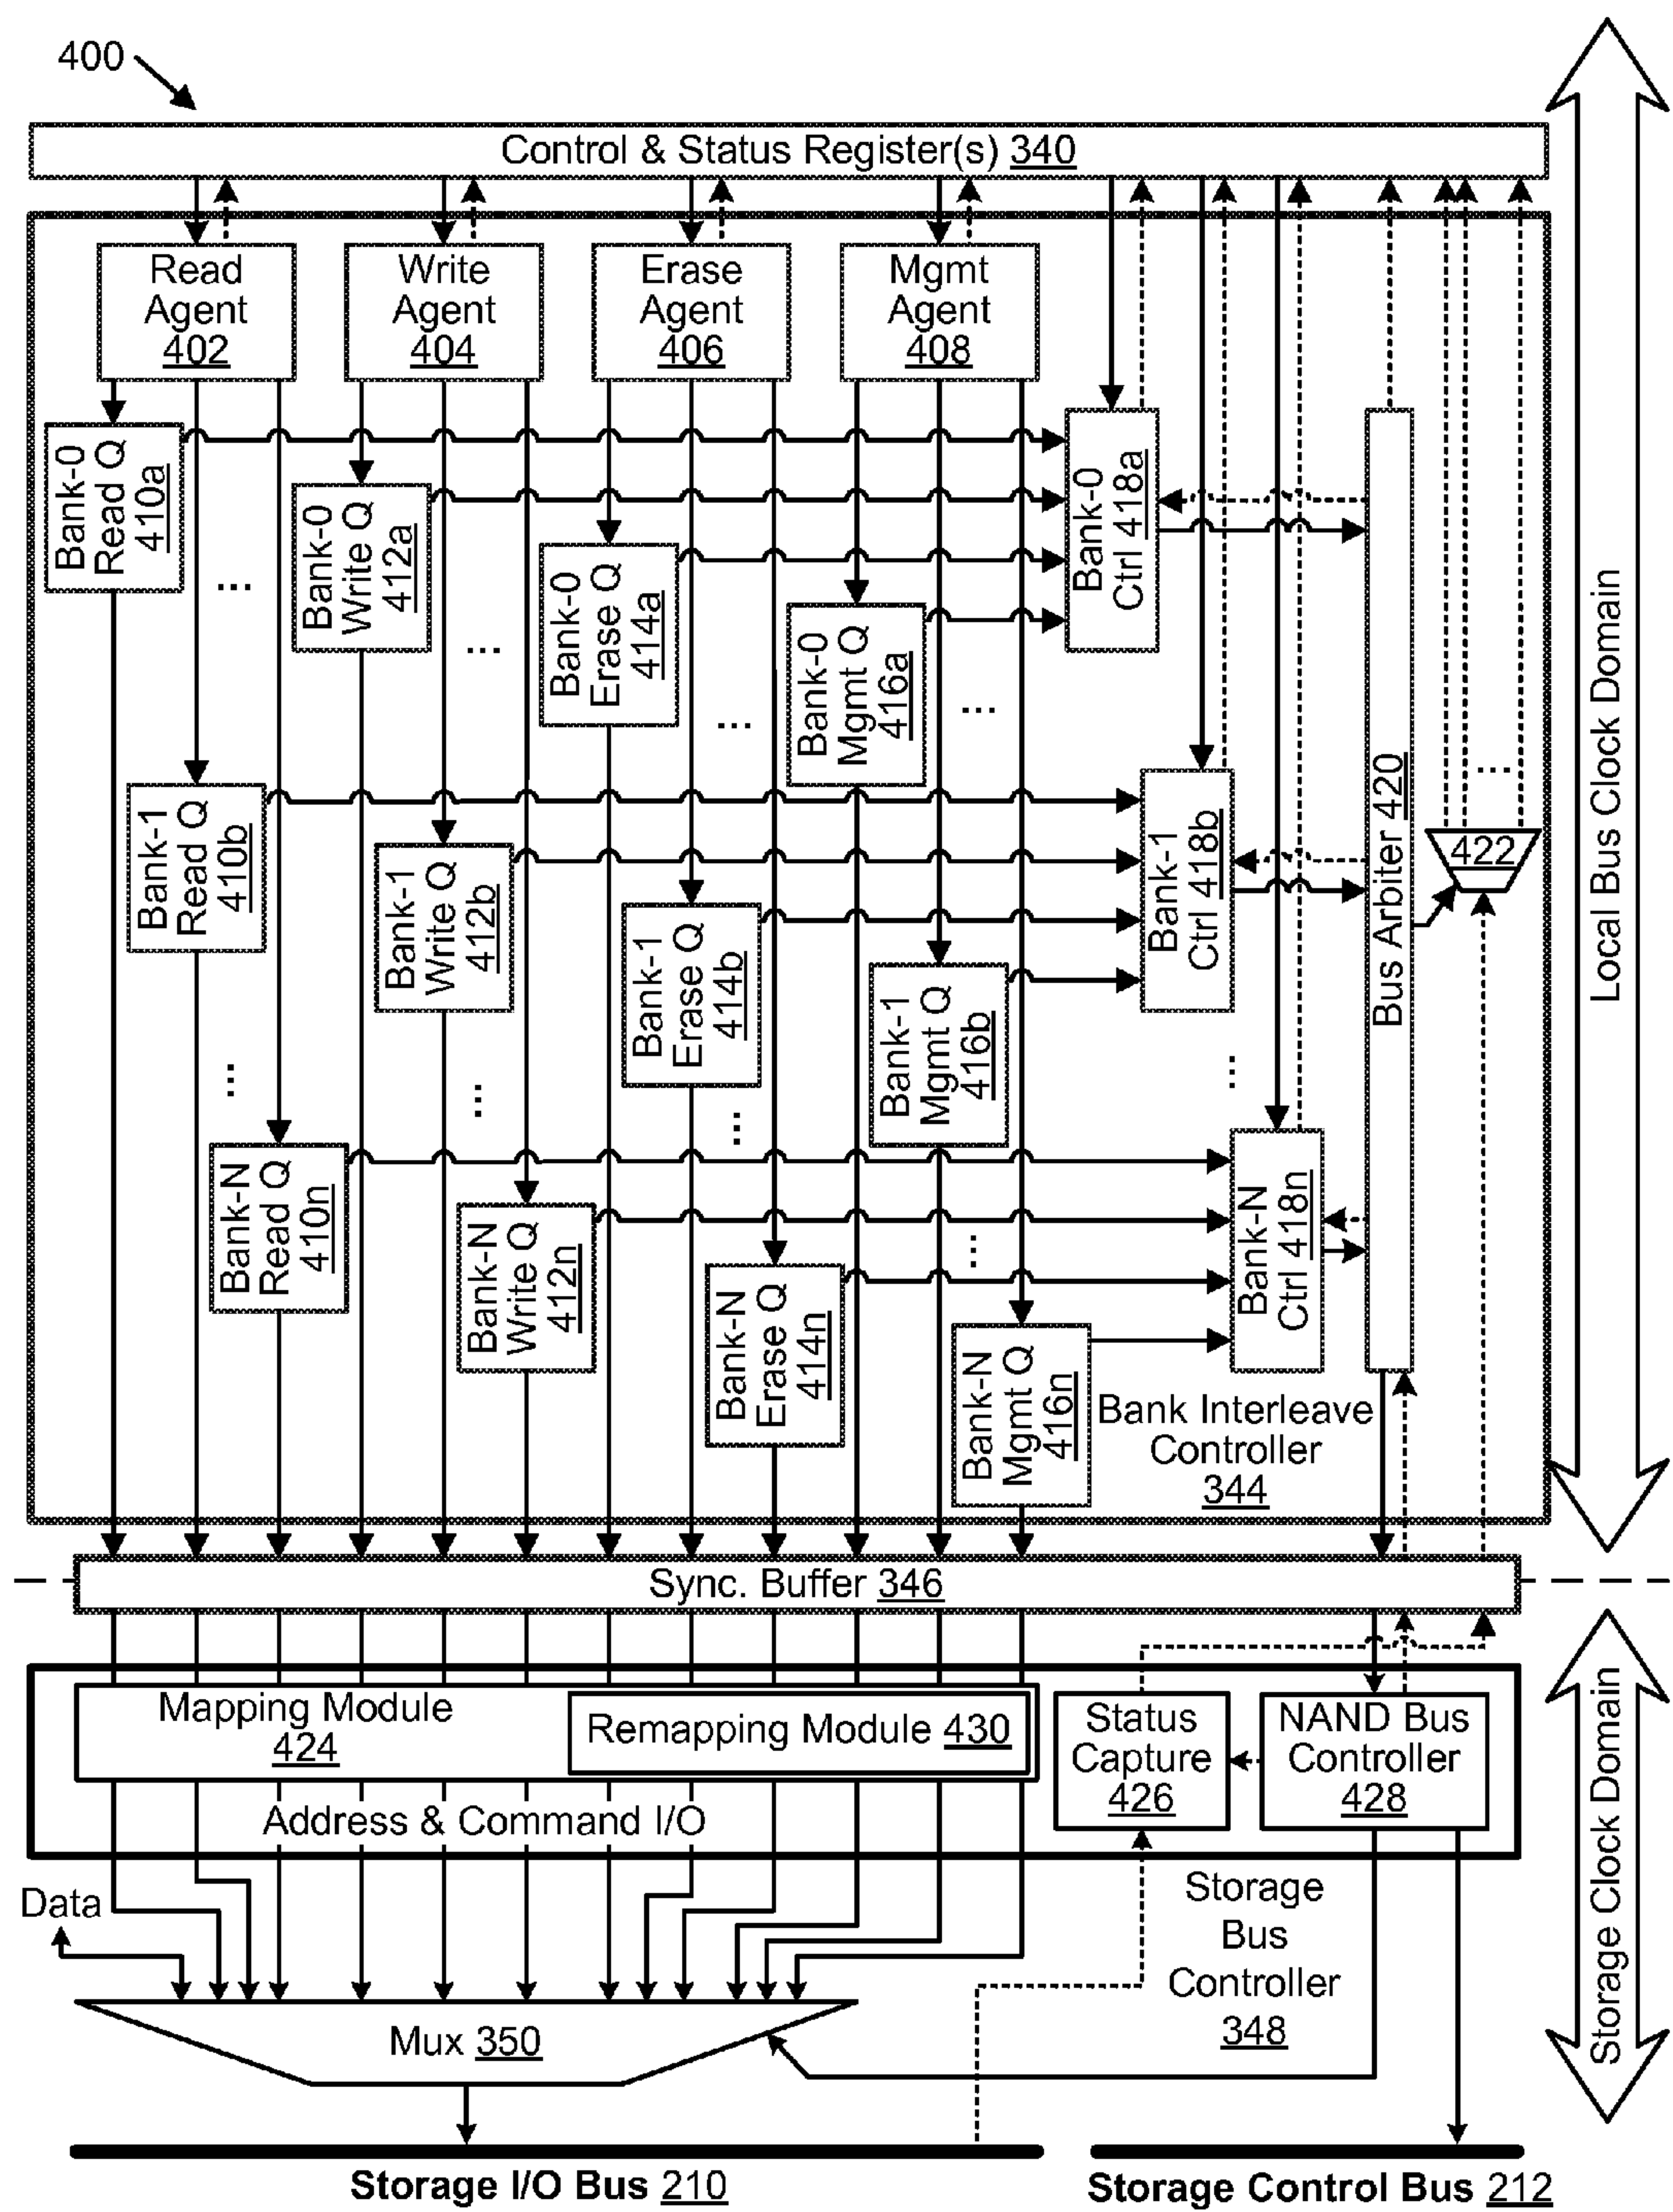 400
Control & Status Register(s) 340
Read
Agent
402
Write
Agent
404
Erase
Agent
406
Mgmt
Agent
408
Bank-0
Read Q
410a
...
Bank-0
Write Q
412a
...
Bank-0
Erase Q
414a
...
Bank-0
Mgmt Q
416a
...
Bank-0
Ctrl 418a
Bank-1
Read Q
410b
...
Bank-1
Write Q
412b
...
Bank-1
Erase Q
414b
...
Bank-1
Mgmt Q
416b
...
Bank-1
Ctrl 418b
...
Bus Arbiter 420
...
422
Bank-N
Read Q
410n
Bank-N
Write Q
412n
Bank-N
Erase Q
414n
Bank-N
Mgmt Q
416n
Bank-N
Ctrl 418n
Bank Interleave
Controller
344
Local Bus Clock Domain
Sync. Buffer 346
Mapping Module
424
Remapping Module 430
Address & Command I/O
Status
Capture
426
NAND Bus
Controller
428
Data
Storage
Bus
Controller
348
Mux 350
Storage Clock Domain
Storage I/O Bus 210
Storage Control Bus 212